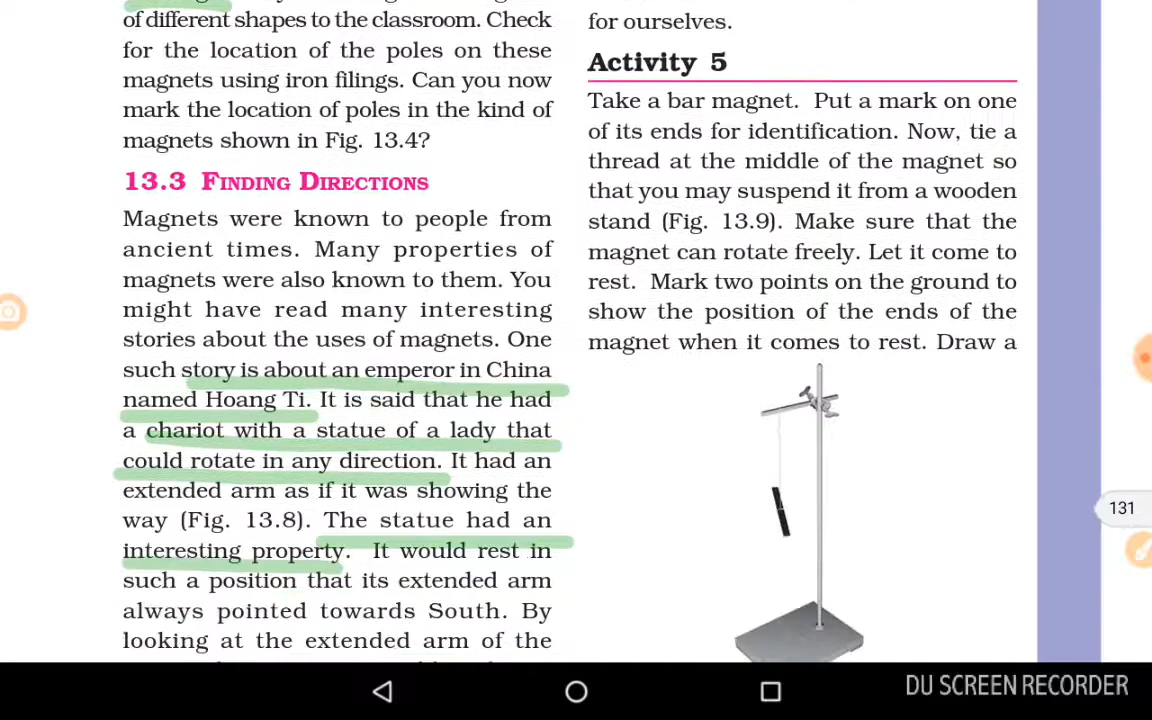 of different shapes to the classroom. Check
for the location of the poles on these
magnets using iron filings. Can you now
mark the location of poles in the kind of
magnets shown in Fig. 13.4?
13.3 FINDING DIRECTIONS
Magnets were known to people from
ancient times. Many properties of
magnets were also known to them. You
might have read many interesting
stories about the uses of magnets. One
such story is about an emperor in China
named Hoang Ti. It is said that he had
a chariot with a statue of a lady that
could rotate in any direction. It had an
extended arm as if it was showing the
way (Fig. 13.8). The statue had an
interesting property. It would rest in
such a position that its extended arm
always pointed towards South. By
looking at the extended arm of the
for ourselves.
Activity 5
Take a bar magnet. Put a mark on one
of its ends for identification. Now, tie a
thread at the middle of the magnet so
that you may suspend it from a wooden
stand (Fig. 13.9). Make sure that the
magnet can rotate freely. Let it come to
rest. Mark two points on the ground to
show the position of the ends of the
magnet when it comes to rest. Draw a
131
DU SCREEN RECORDER